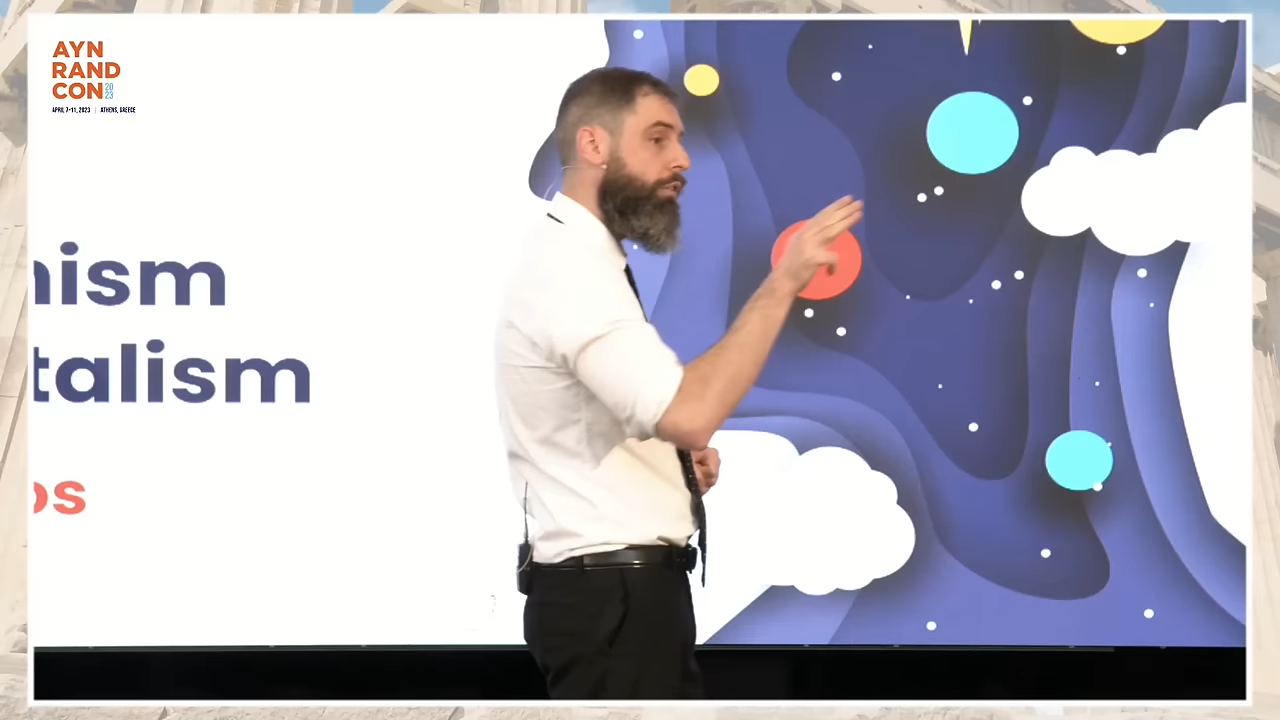 AYN
RAND
CON 20
23
APRIL 7-11, 2023 | ATHENS, GREECE
nism
talism
os